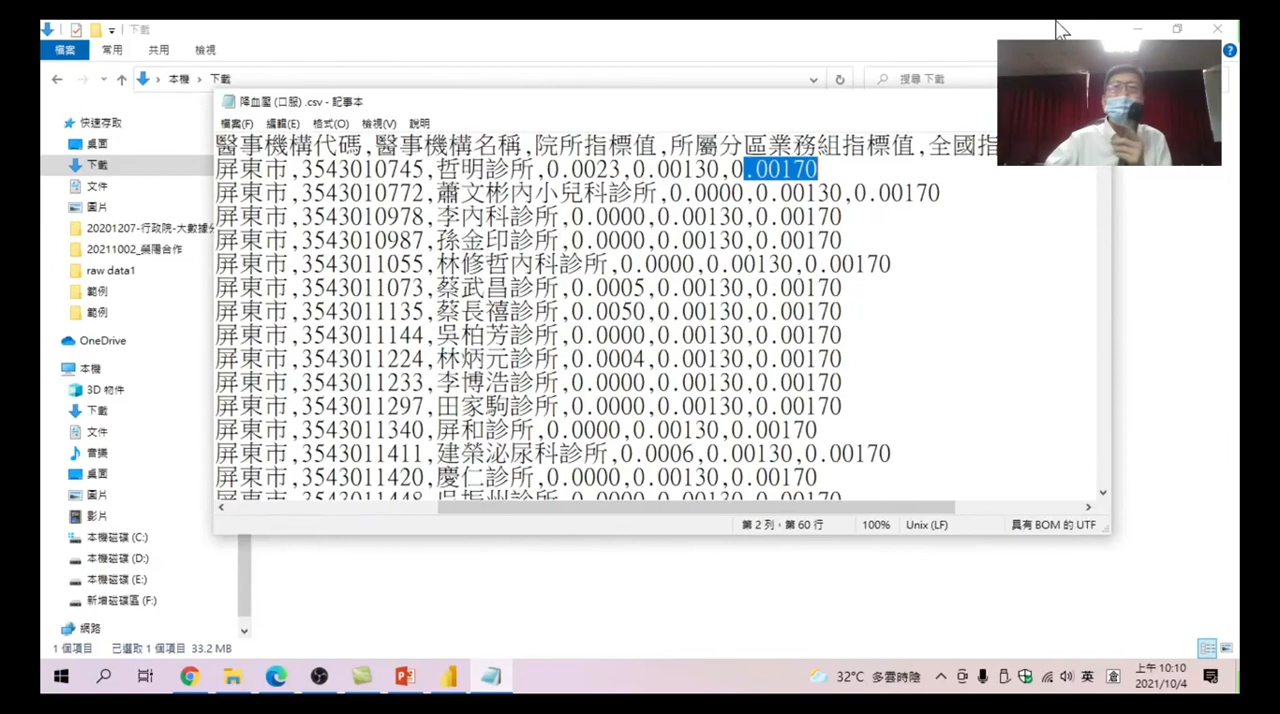 下載
檔案 常用 共用 檢視
本機 › 下載
搜尋 下載
快速存取
桌面
下載
文件
圖片
20201207-行政院-大數據分
20211002_榮陽合作
raw data1
範例
範例
OneDrive
本機
3D 物件
下載
文件
音樂
桌面
圖片
影片
本機磁碟 (C:)
本機磁碟 (D:)
本機磁碟 (E:)
新增磁碟區 (F:)
網路
1 個項目 已選取 1 個項目 33.2 MB
降血壓 (口服) .csv - 記事本
檔案(F) 編輯(E) 格式(O) 檢視(V) 說明
醫事機構代碼,醫事機構名稱,院所指標值,所屬分區業務組指標值,全國指
屏東市,3543010745,哲明診所,0.0023,0.00130,0.00170
屏東市,3543010772,蕭文彬內小兒科診所,0.0000,0.00130,0.00170
屏東市,3543010978,李內科診所,0.0000,0.00130,0.00170
屏東市,3543010987,孫金印診所,0.0000,0.00130,0.00170
屏東市,3543011055,林修哲內科診所,0.0000,0.00130,0.00170
屏東市,3543011073,蔡武昌診所,0.0005,0.00130,0.00170
屏東市,3543011135,蔡長禧診所,0.0050,0.00130,0.00170
屏東市,3543011144,吳柏芳診所,0.0000,0.00130,0.00170
屏東市,3543011224,林炳元診所,0.0004,0.00130,0.00170
屏東市,3543011233,李博浩診所,0.0000,0.00130,0.00170
屏東市,3543011297,田家駒診所,0.0000,0.00130,0.00170
屏東市,3543011340,屏和診所,0.0000,0.00130,0.00170
屏東市,3543011411,建榮泌尿科診所,0.0006,0.00130,0.00170
屏東市,3543011420,慶仁診所,0.0000,0.00130,0.00170
屏東市,3543011448,吳振州診所,0.0000,0.00130,0.00170
第 2 列,第 60 行 100% Unix (LF) 具有 BOM 的 UTF
32°C 多雲時陰 英 上午 10:10
2021/10/4